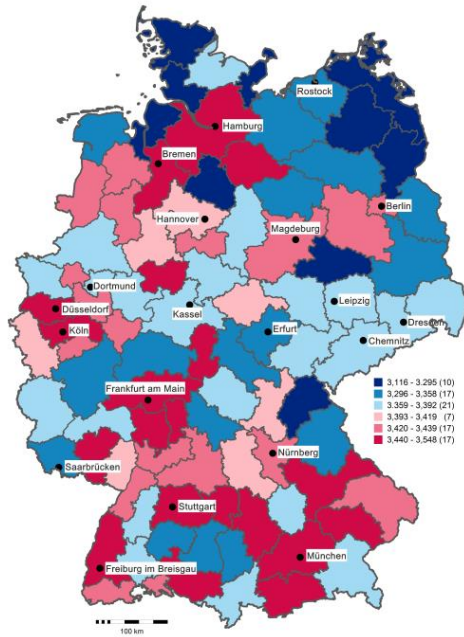 Rostock
Hamburg
Bremen
Berlin
Hannover
Magdeburg
Dortmund
Leipzig
Düsseldorf
Kassel
Dresden
Köln
Erfurt
Chemnitz
Frankfurt am Main
3,116 - 3.295 (10)
3,296 - 3,358 (17)
3.359 - 3,392 (21)
3,393 - 3,419 (7)
3,420 - 3,439 (17)
3,440 - 3,548 (17)
Nürnberg
Saarbrücken
Stuttgart
München
Freiburg im Breisgau
100 km